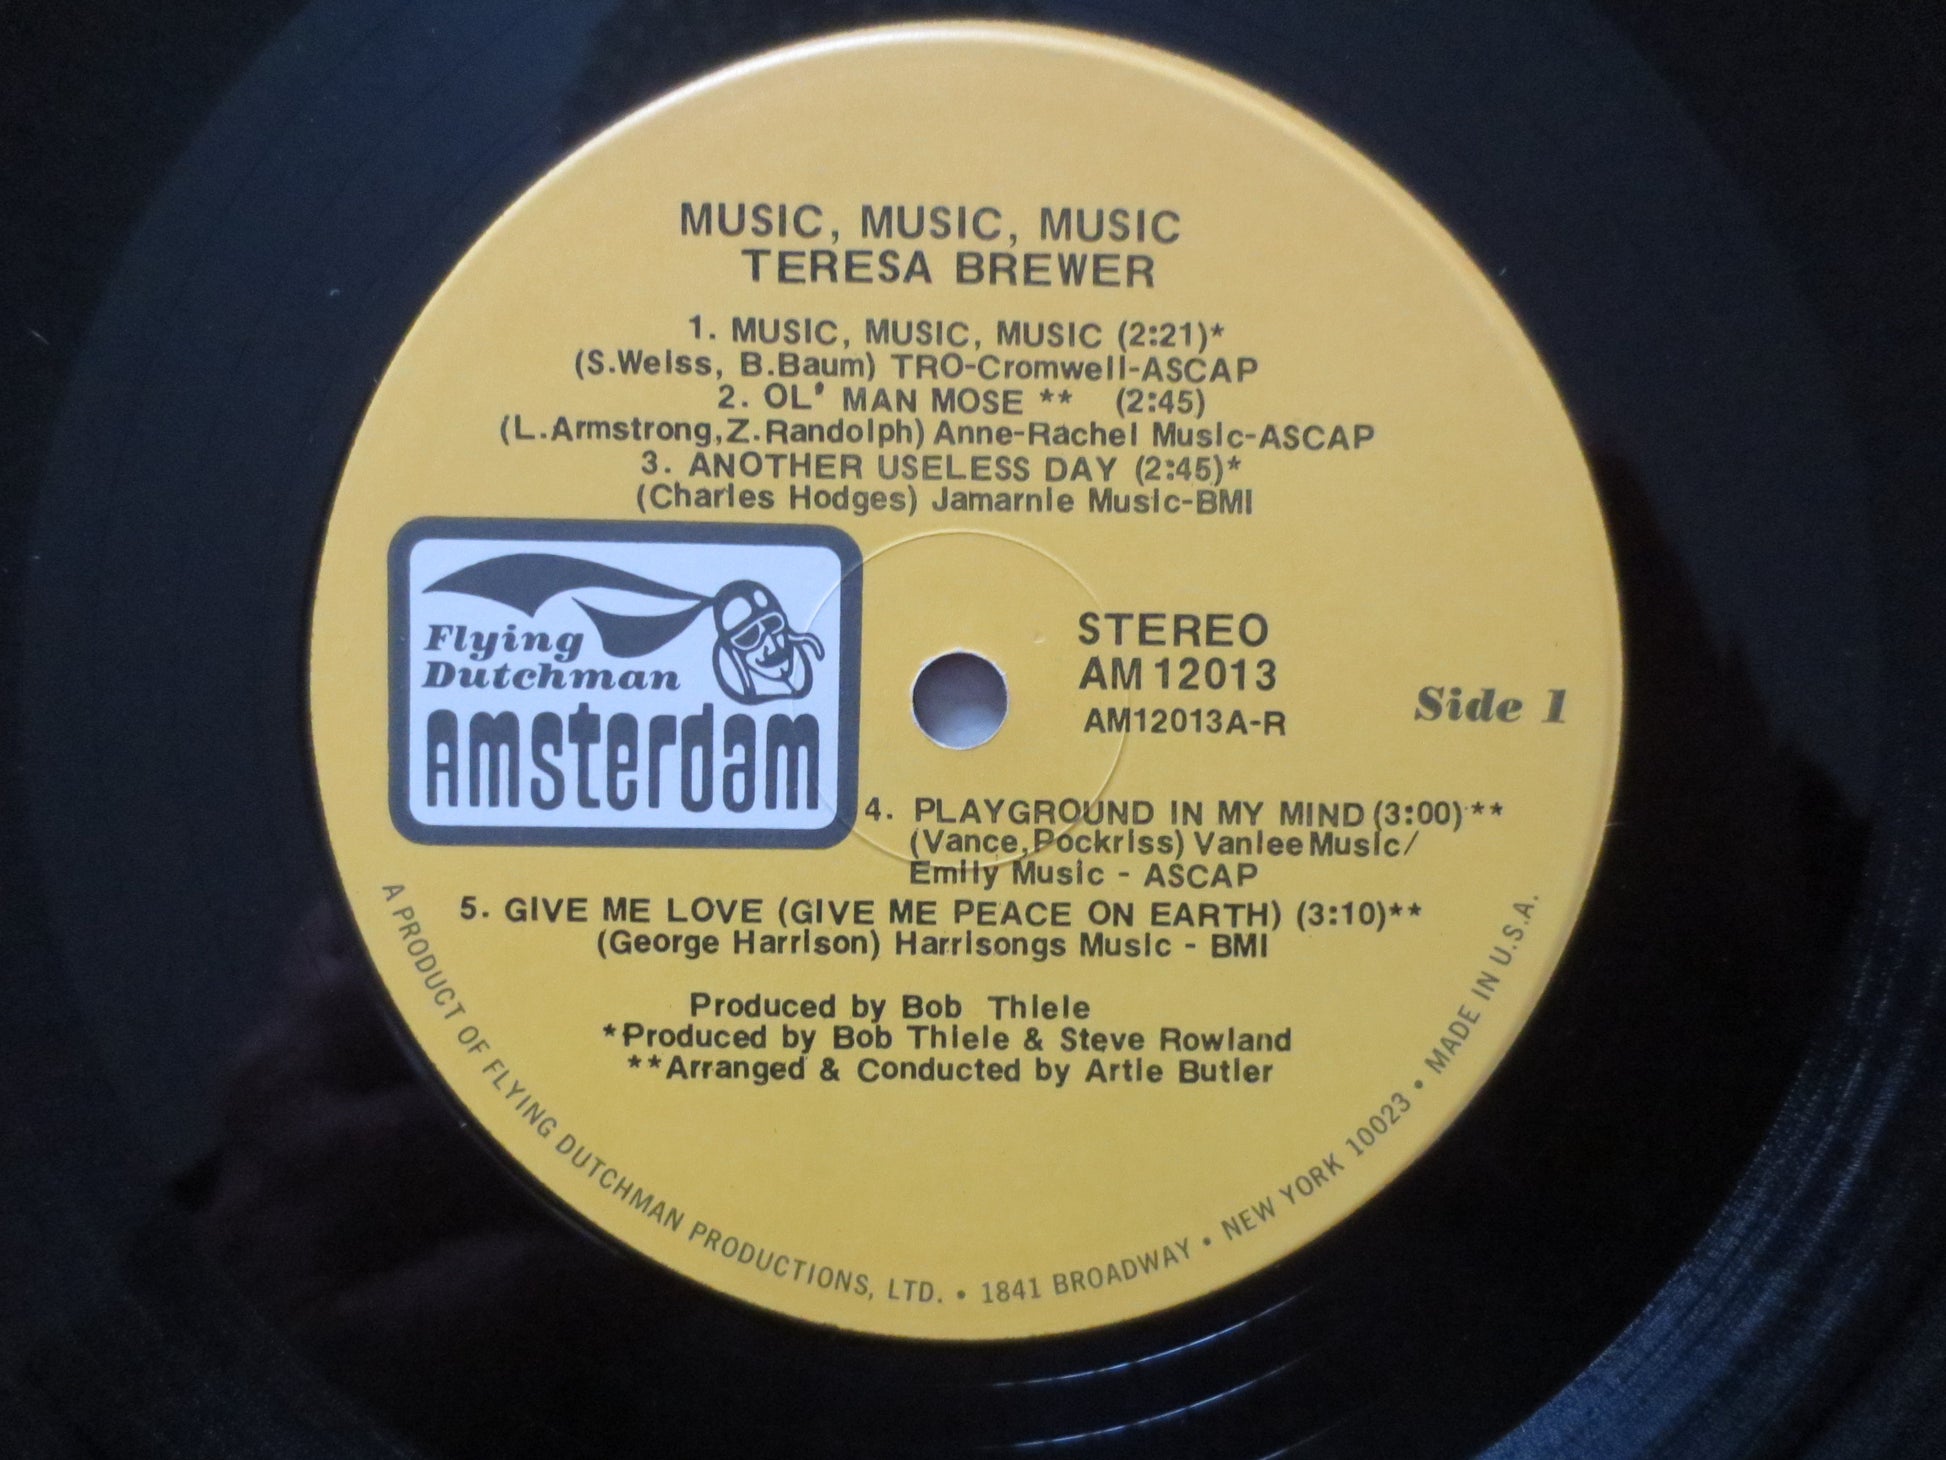 MUSIC, MUSIC, MUSIC
TERESA BREWER
1. MUSIC, MUSIC, MUSIC (2:21)*
(S.Weiss, B.Baum) TRO-Cromwell-ASCAP
2. OL' MAN MOSE ** (2:45)
(L.Armstrong,Z.Randolph) Anne-Rachel Music-ASCAP
3. ANOTHER USELESS DAY (2:45)*
(Charles Hodges) Jamarnie Music-BMI
Flying
Dutchman
Amsterdam
STEREO
AM 12013
AM12013A-R
Side 1
4. PLAYGROUND IN MY MIND (3:00)**
(Vance,Pockriss) Vanlee Music/
Emily Music - ASCAP
5. GIVE ME LOVE (GIVE ME PEACE ON EARTH) (3:10)**
(George Harrison) Harrisongs Music - BMI
Produced by Bob Thiele
*Produced by Bob Thiele & Steve Rowland
**Arranged & Conducted by Artie Butler
A PRODUCT OF FLYING DUTCHMAN PRODUCTIONS, LTD. • 1841 BROADWAY • NEW YORK 10023 • MADE IN U.S.A.